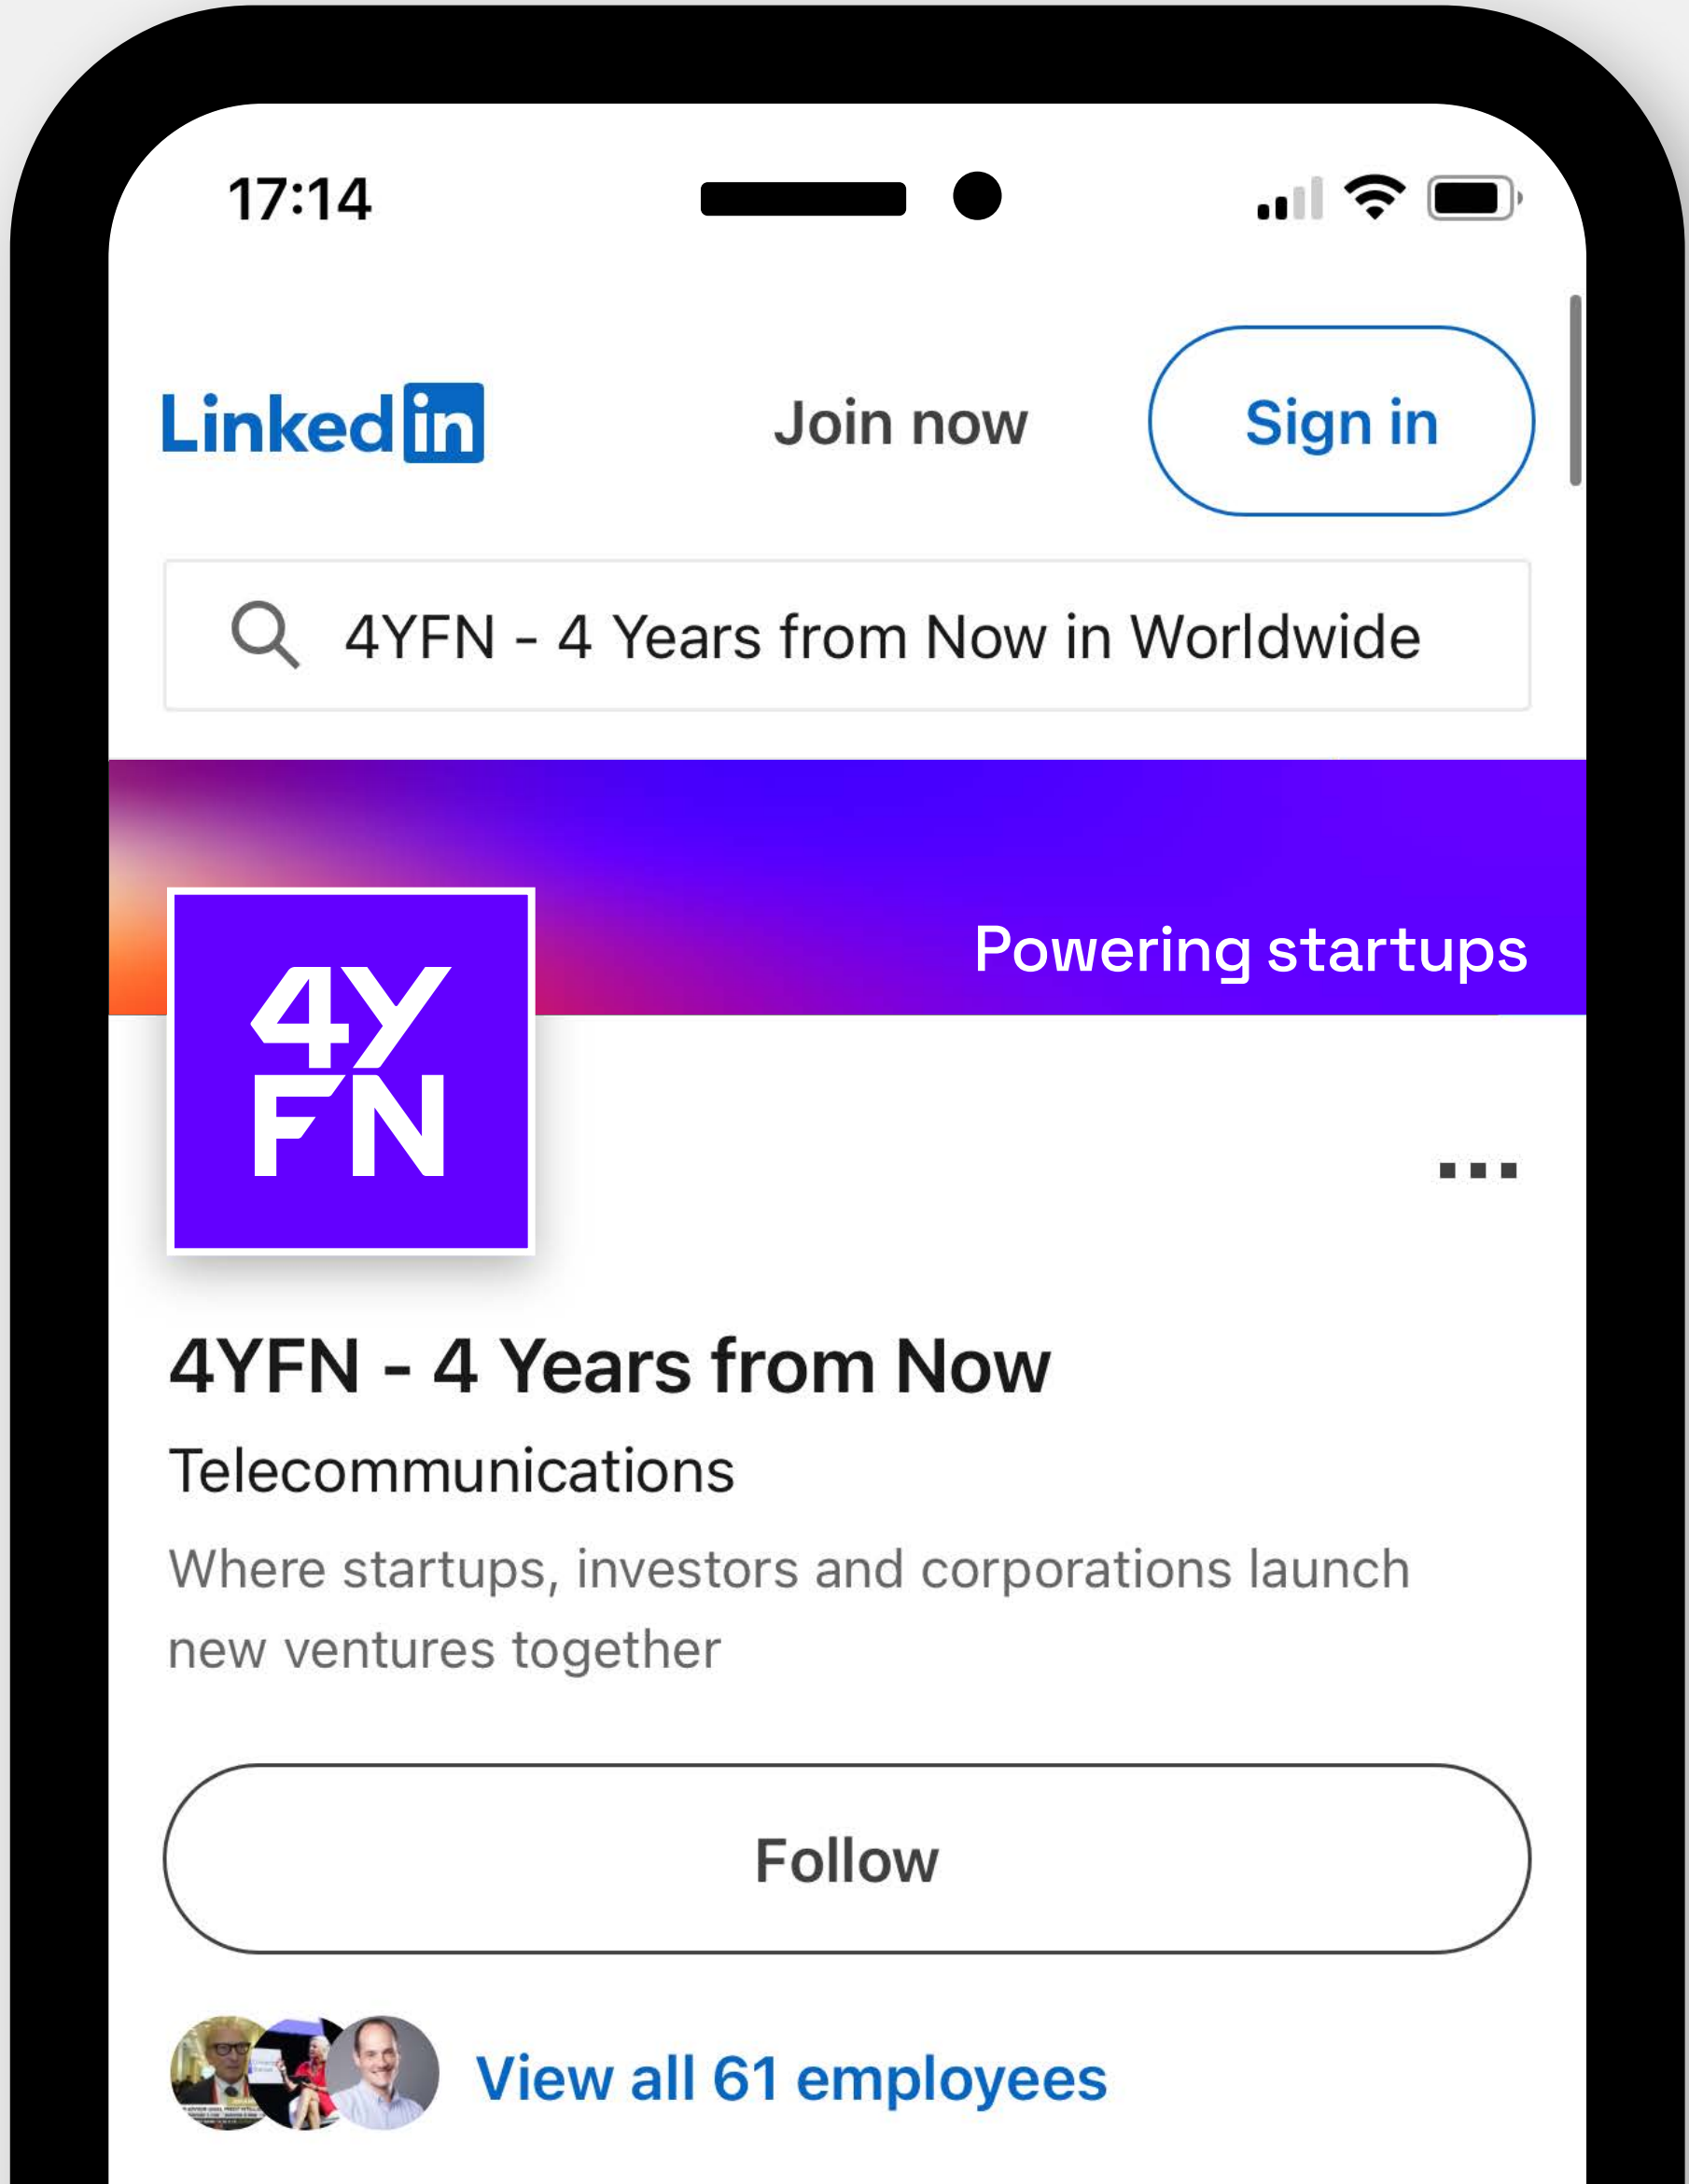 17:14
Linkedin
Join now
Sign in
4YFN - 4 Years from Now in Worldwide
Powering startups
4Y
FN
4YFN - 4 Years from Now
Telecommunications
Where startups, investors and corporations launch
new ventures together
Follow
View all 61 employees